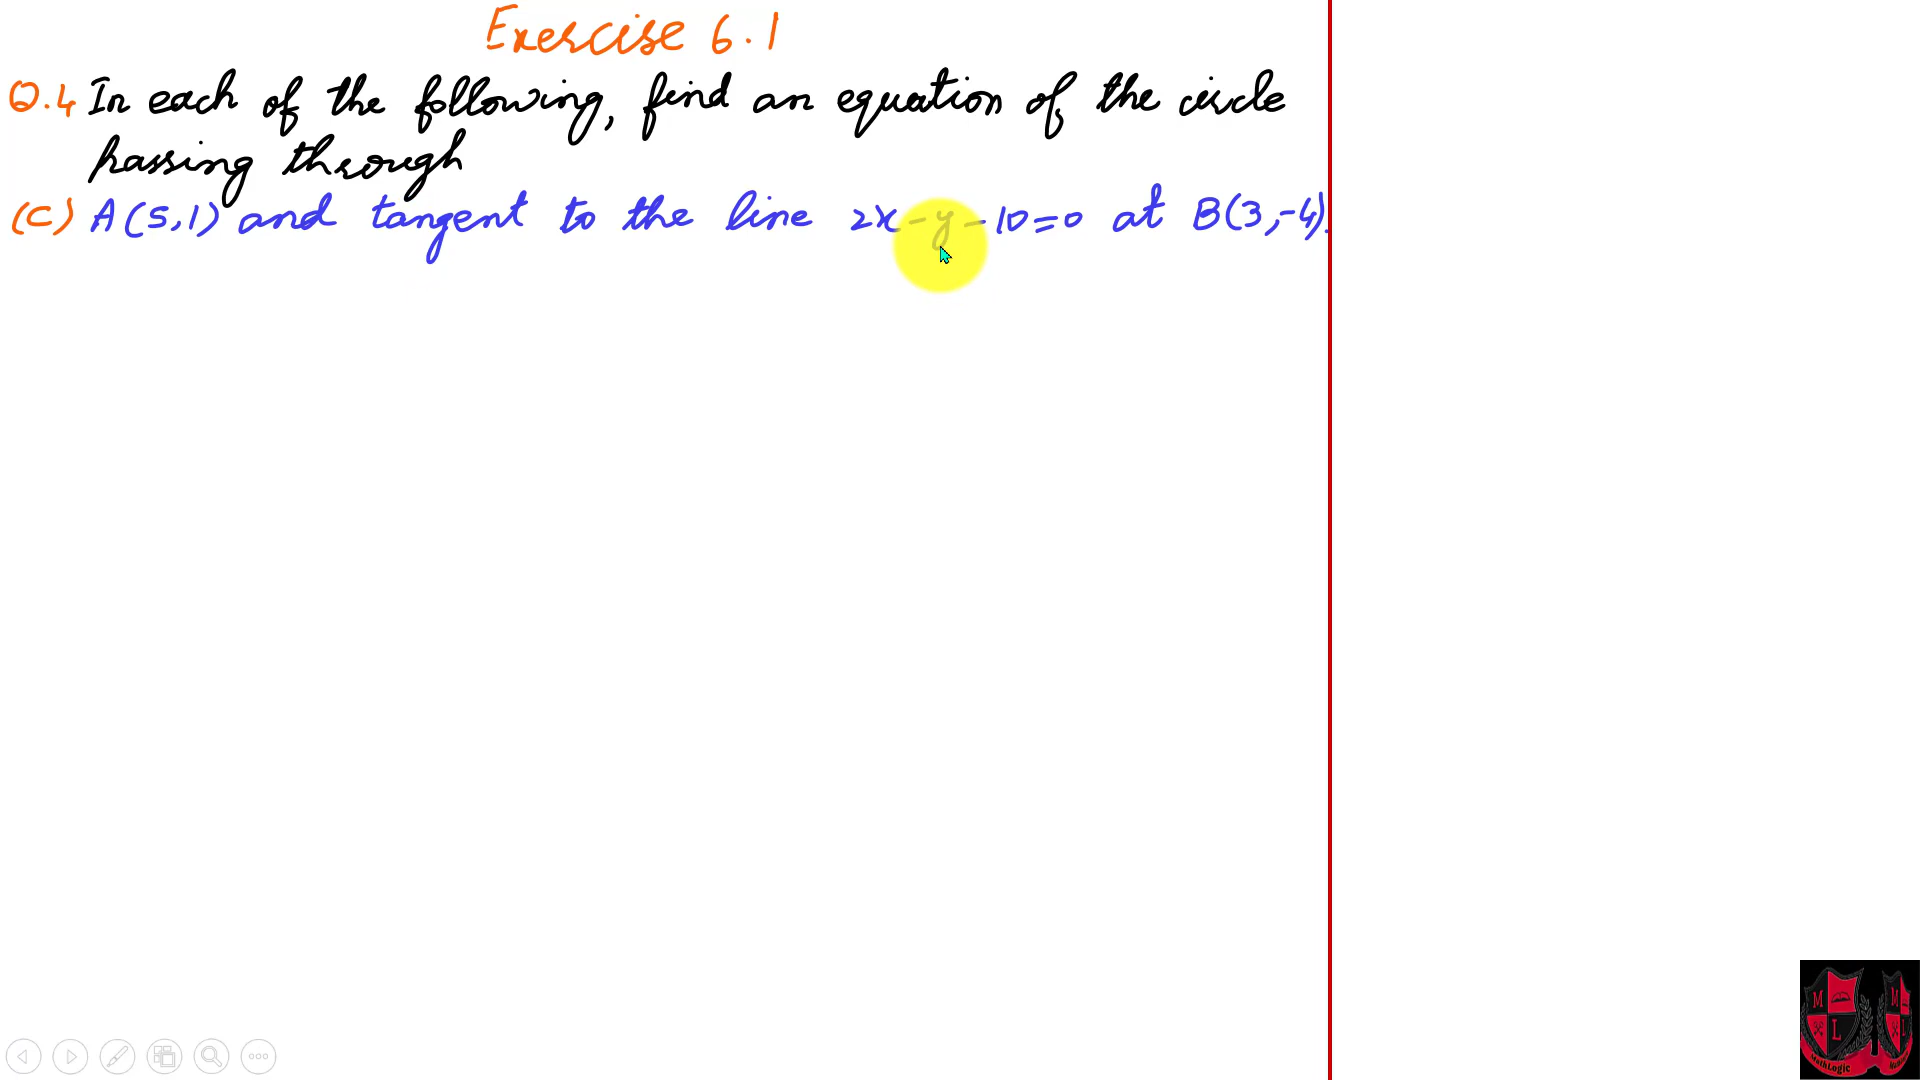 Exercise 6.1
Q.4 In each of the following, find an equation of the circle
passing through
(C) A(5,1) and tangent to the line 2x-y-10=0 at B(3,-4).
M
L
M
L
MathLogic